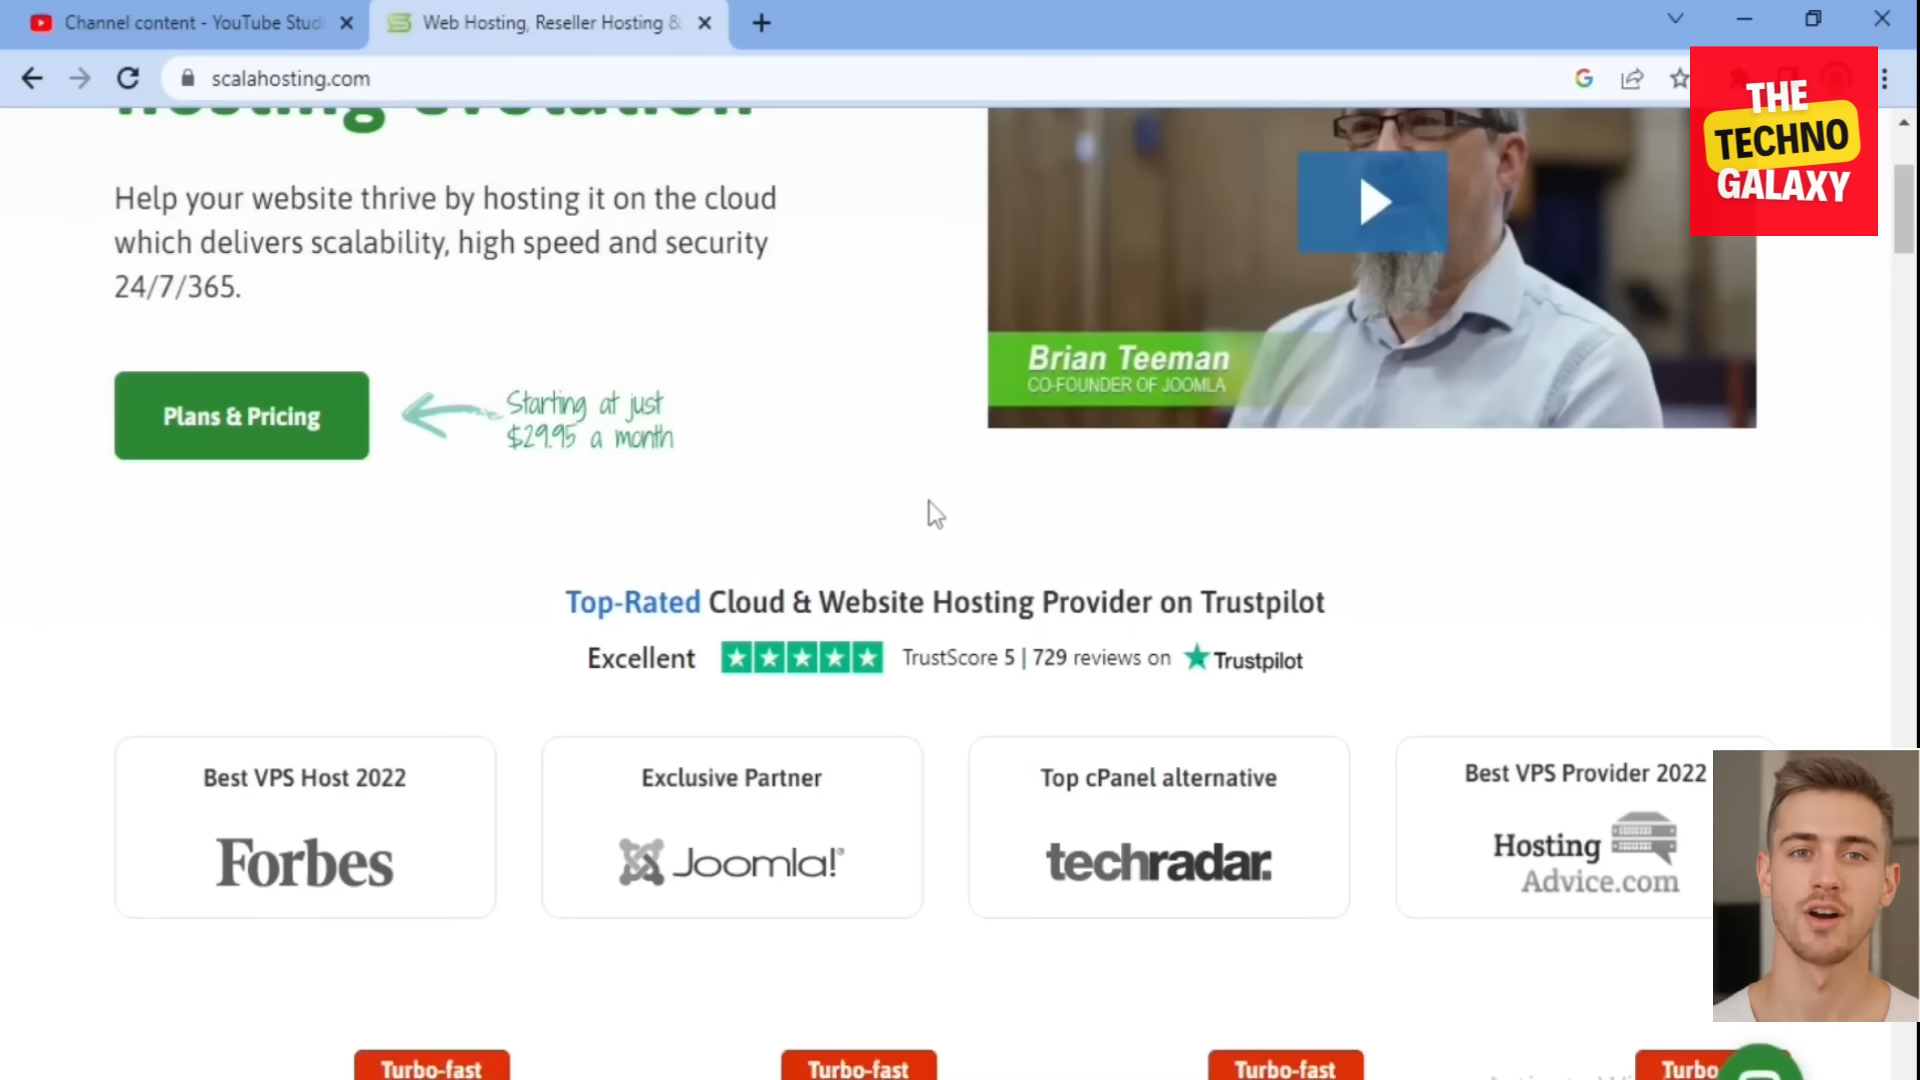 Channel content - YouTube Stud
Web Hosting, Reseller Hosting &
scalahosting.com
THE
TECHNO
GALAXY
hosting evolution
Help your website thrive by hosting it on the cloud
which delivers scalability, high speed and security
24/7/365.
Plans & Pricing
Starting at just
$29.95 a month
Brian Teeman
CO-FOUNDER OF JOOMLA
Top-Rated Cloud & Website Hosting Provider on Trustpilot
Excellent
TrustScore 5 | 729 reviews on
Trustpilot
Best VPS Host 2022
Forbes
Exclusive Partner
Joomla!®
Top cPanel alternative
techradar.
Best VPS Provider 2022
Hosting
Advice.com
Turbo-fast
Turbo-fast
Turbo-fast
Turbo